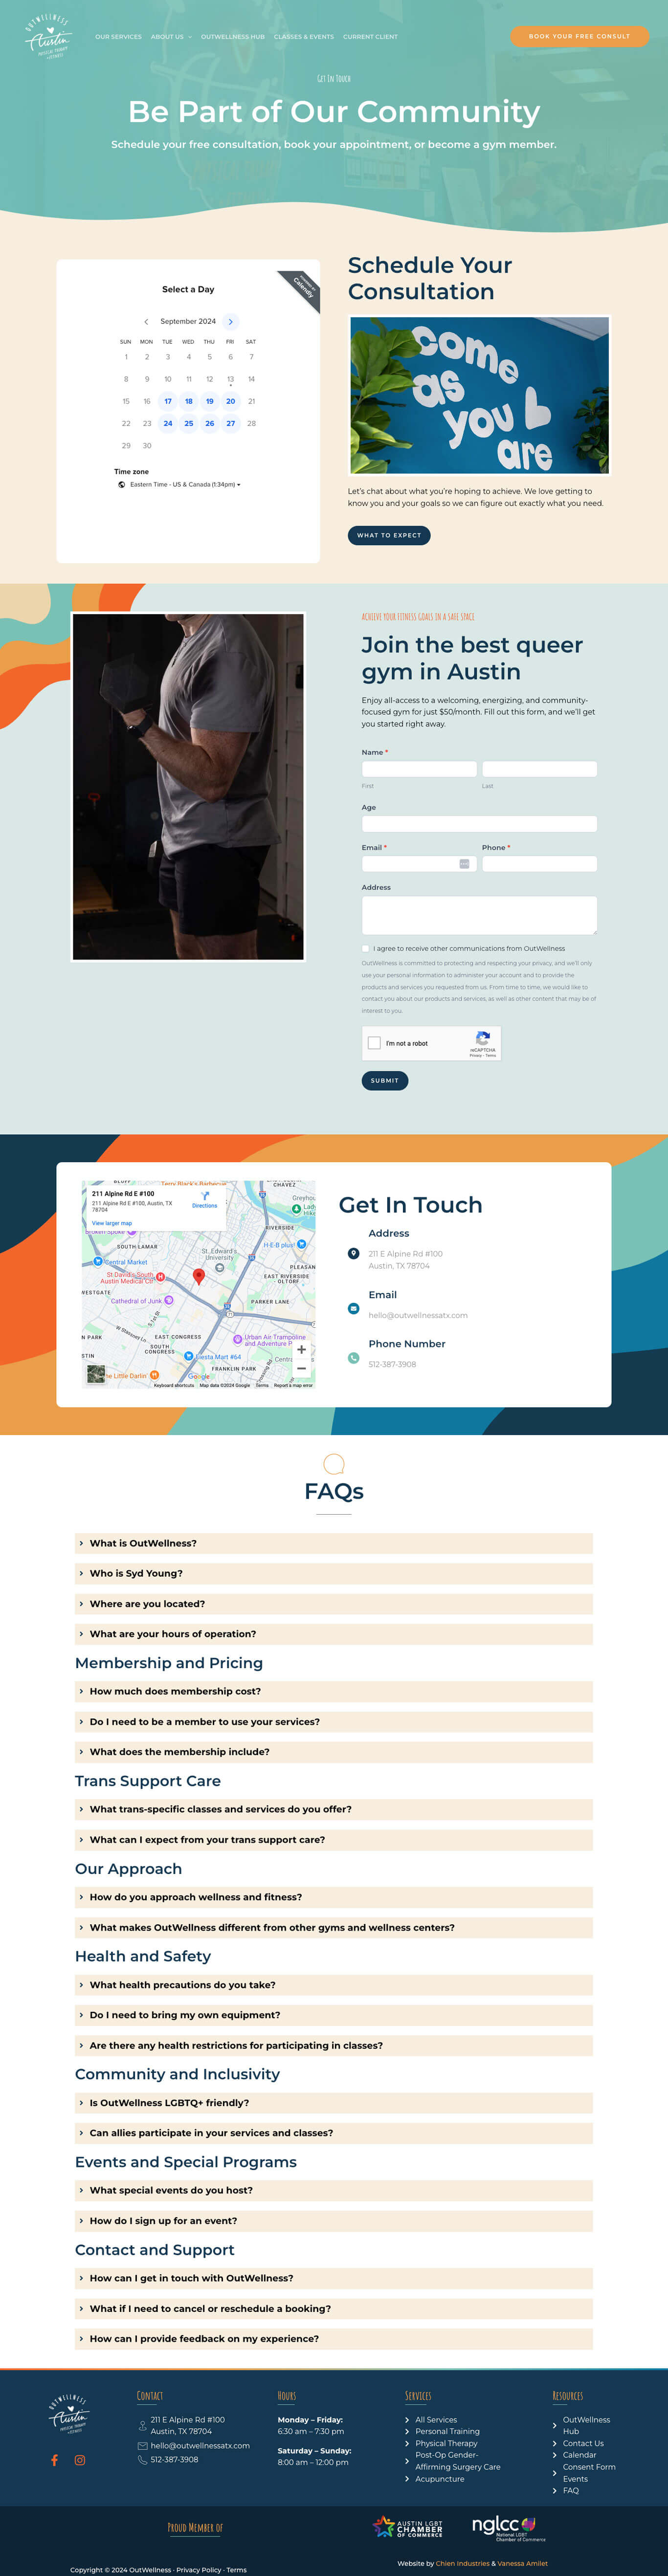 OUTWELLNESS
Austin
PHYSICAL THERAPY
+ FITNESS
OUR SERVICES
ABOUT US
OUTWELLNESS HUB
CLASSES & EVENTS
CURRENT CLIENT
BOOK YOUR FREE CONSULT
Get In Touch
Be Part of Our Community
Schedule your free consultation, book your appointment, or become a gym member.
Select a Day
POWERED BY
Calendly
September 2024
SUN MON TUE WED THU FRI SAT
1 2 3 4 5 6 7
8 9 10 11 12 13 14
15 16 17 18 19 20 21
22 23 24 25 26 27 28
29 30
Time zone
Eastern Time - US & Canada (1:34pm)
Schedule Your
Consultation
come
as
you
are
Let's chat about what you're hoping to achieve. We love getting to
know you and your goals so we can figure out exactly what you need.
WHAT TO EXPECT
ACHIEVE YOUR FITNESS GOALS IN A SAFE SPACE
Join the best queer
gym in Austin
Enjoy all-access to a welcoming, energizing, and community-
focused gym for just $50/month. Fill out this form, and we'll get
you started right away.
Name *
First
Last
Age
Email *
Phone *
Address
I agree to receive other communications from OutWellness
OutWellness is committed to protecting and respecting your privacy, and we'll only
use your personal information to administer your account and to provide the
products and services you requested from us. From time to time, we would like to
contact you about our products and services, as well as other content that may be of
interest to you.
I'm not a robot
reCAPTCHA
Privacy - Terms
SUBMIT
211 Alpine Rd E #100
211 Alpine Rd E #100, Austin, TX
78704
Directions
View larger map
BLUFF
Terry Black's Barbecue
CHAVEZ
Greyhou
RIVERSIDE
H-E-B plus!
Broken Spoke
SOUTH LAMAR
St. Edward's
University
Central Market
St. David's South
Austin Medical Ctr
PLEASAN
EAST RIVERSIDE
OLTORF
WESTGATE
Cathedral of Junk
PARKER LANE
W Stassney Ln
S 1st St
EAST CONGRESS
N PARK
Urban Air Trampoline
and Adventure Park
SOUTH
CONGRESS
STIN
Fiesta Mart #64
Centra
FRANKLIN PARK
he Little Darlin'
Google
Keyboard shortcuts
Map data ©2024 Google
Terms
Report a map error
Get In Touch
Address
211 E Alpine Rd #100
Austin, TX 78704
Email
hello@outwellnessatx.com
Phone Number
512-387-3908
FAQs
What is OutWellness?
Who is Syd Young?
Where are you located?
What are your hours of operation?
Membership and Pricing
How much does membership cost?
Do I need to be a member to use your services?
What does the membership include?
Trans Support Care
What trans-specific classes and services do you offer?
What can I expect from your trans support care?
Our Approach
How do you approach wellness and fitness?
What makes OutWellness different from other gyms and wellness centers?
Health and Safety
What health precautions do you take?
Do I need to bring my own equipment?
Are there any health restrictions for participating in classes?
Community and Inclusivity
Is OutWellness LGBTQ+ friendly?
Can allies participate in your services and classes?
Events and Special Programs
What special events do you host?
How do I sign up for an event?
Contact and Support
How can I get in touch with OutWellness?
What if I need to cancel or reschedule a booking?
How can I provide feedback on my experience?
OUTWELLNESS
Austin
PHYSICAL THERAPY
+ FITNESS
Contact
211 E Alpine Rd #100
Austin, TX 78704
hello@outwellnessatx.com
512-387-3908
Hours
Monday – Friday:
6:30 am – 7:30 pm
Saturday – Sunday:
8:00 am – 12:00 pm
Services
All Services
Personal Training
Physical Therapy
Post-Op Gender-
Affirming Surgery Care
Acupuncture
Resources
OutWellness
Hub
Contact Us
Calendar
Consent Form
Events
FAQ
Proud Member of
AUSTIN LGBT
CHAMBER
OF COMMERCE
nglcc
National LGBT
Chamber of Commerce
Copyright © 2024 OutWellness · Privacy Policy · Terms
Website by Chien Industries & Vanessa Amilet